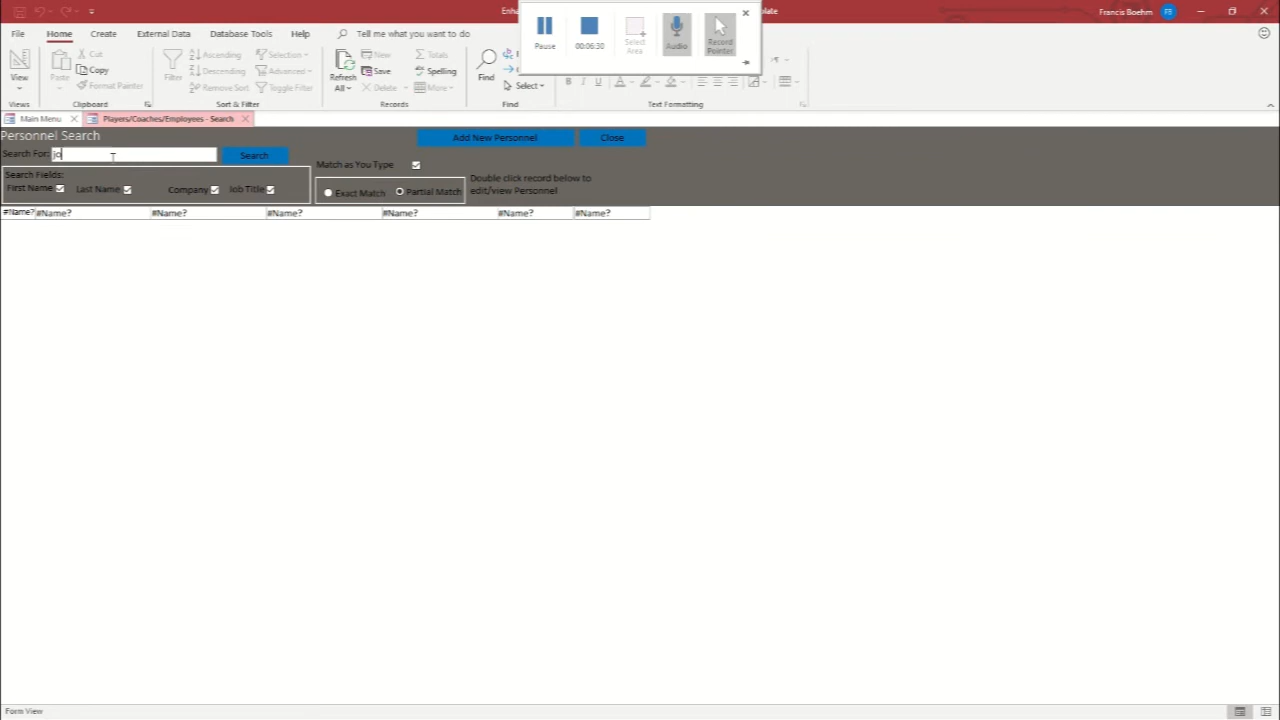 Enha
plate
Francis Boehm
FB
File
Home
Create
External Data
Database Tools
Help
Tell me what you want to do
Pause
00:06:30
Select Area
Audio
Record Pointer
View
Paste
Cut
Copy
Format Painter
Filter
Ascending
Descending
Remove Sort
Selection
Advanced
Toggle Filter
Refresh All
New
Save
Delete
Totals
Spelling
More
Find
Select
B I U
A
Views
Clipboard
Sort & Filter
Records
Find
Text Formatting
Main Menu
Players/Coaches/Employees - Search
Personnel Search
Add New Personnel
Close
Search For:
jo
Search
Match as You Type
Search Fields:
First Name
Last Name
Company
Job Title
Exact Match
Partial Match
Double click record below to
edit/view Personnel
#Name? #Name? #Name? #Name? #Name? #Name? #Name?
Form View